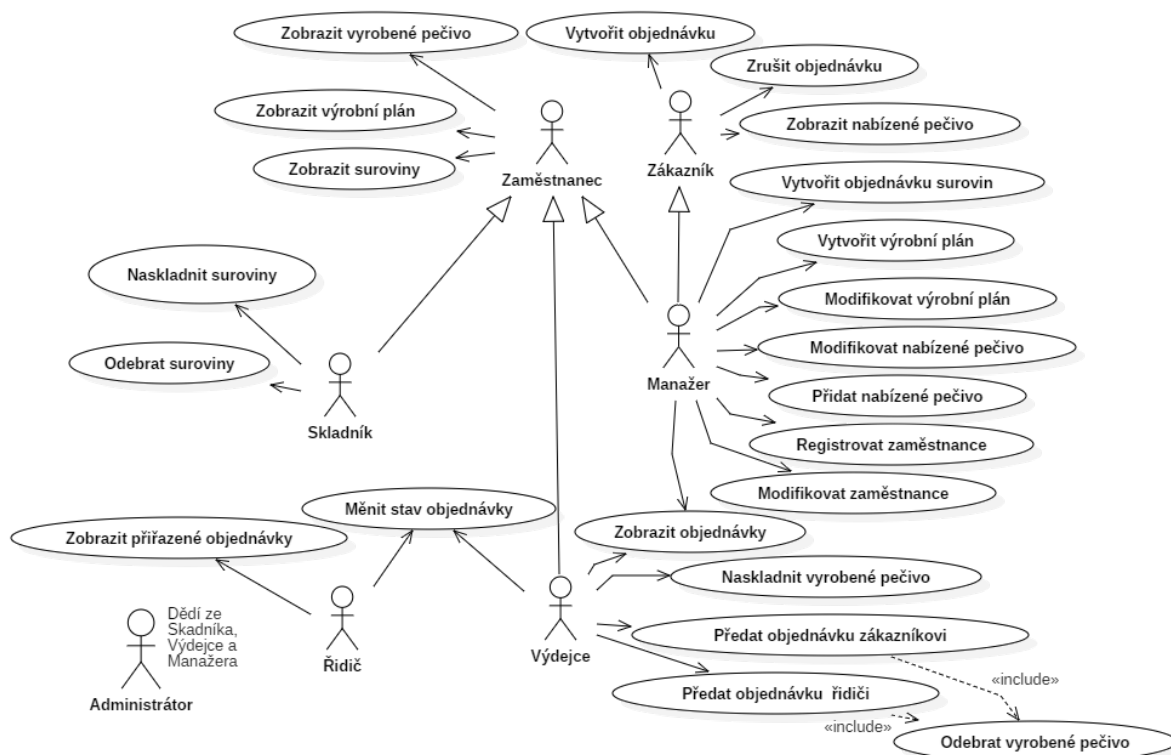 Zobrazit vyrobené pečivo
Vytvořit objednávku
Zrušit objednávku
Zobrazit výrobní plán
Zobrazit nabízené pečivo
Zobrazit suroviny
Zaměstnanec
Zákazník
Vytvořit objednávku surovin
Vytvořit výrobní plán
Naskladnit suroviny
Modifikovat výrobní plán
Modifikovat nabízené pečivo
Odebrat suroviny
Manažer
Přidat nabízené pečivo
Skladník
Registrovat zaměstnance
Modifikovat zaměstnance
Měnit stav objednávky
Zobrazit přiřazené objednávky
Zobrazit objednávky
Naskladnit vyrobené pečivo
Dědí ze
Skadníka,
Výdejce a
Manažera
Řidič
Výdejce
Předat objednávku zákazníkovi
Administrátor
«include»
Předat objednávku řidiči
«include»
Odebrat vyrobené pečivo